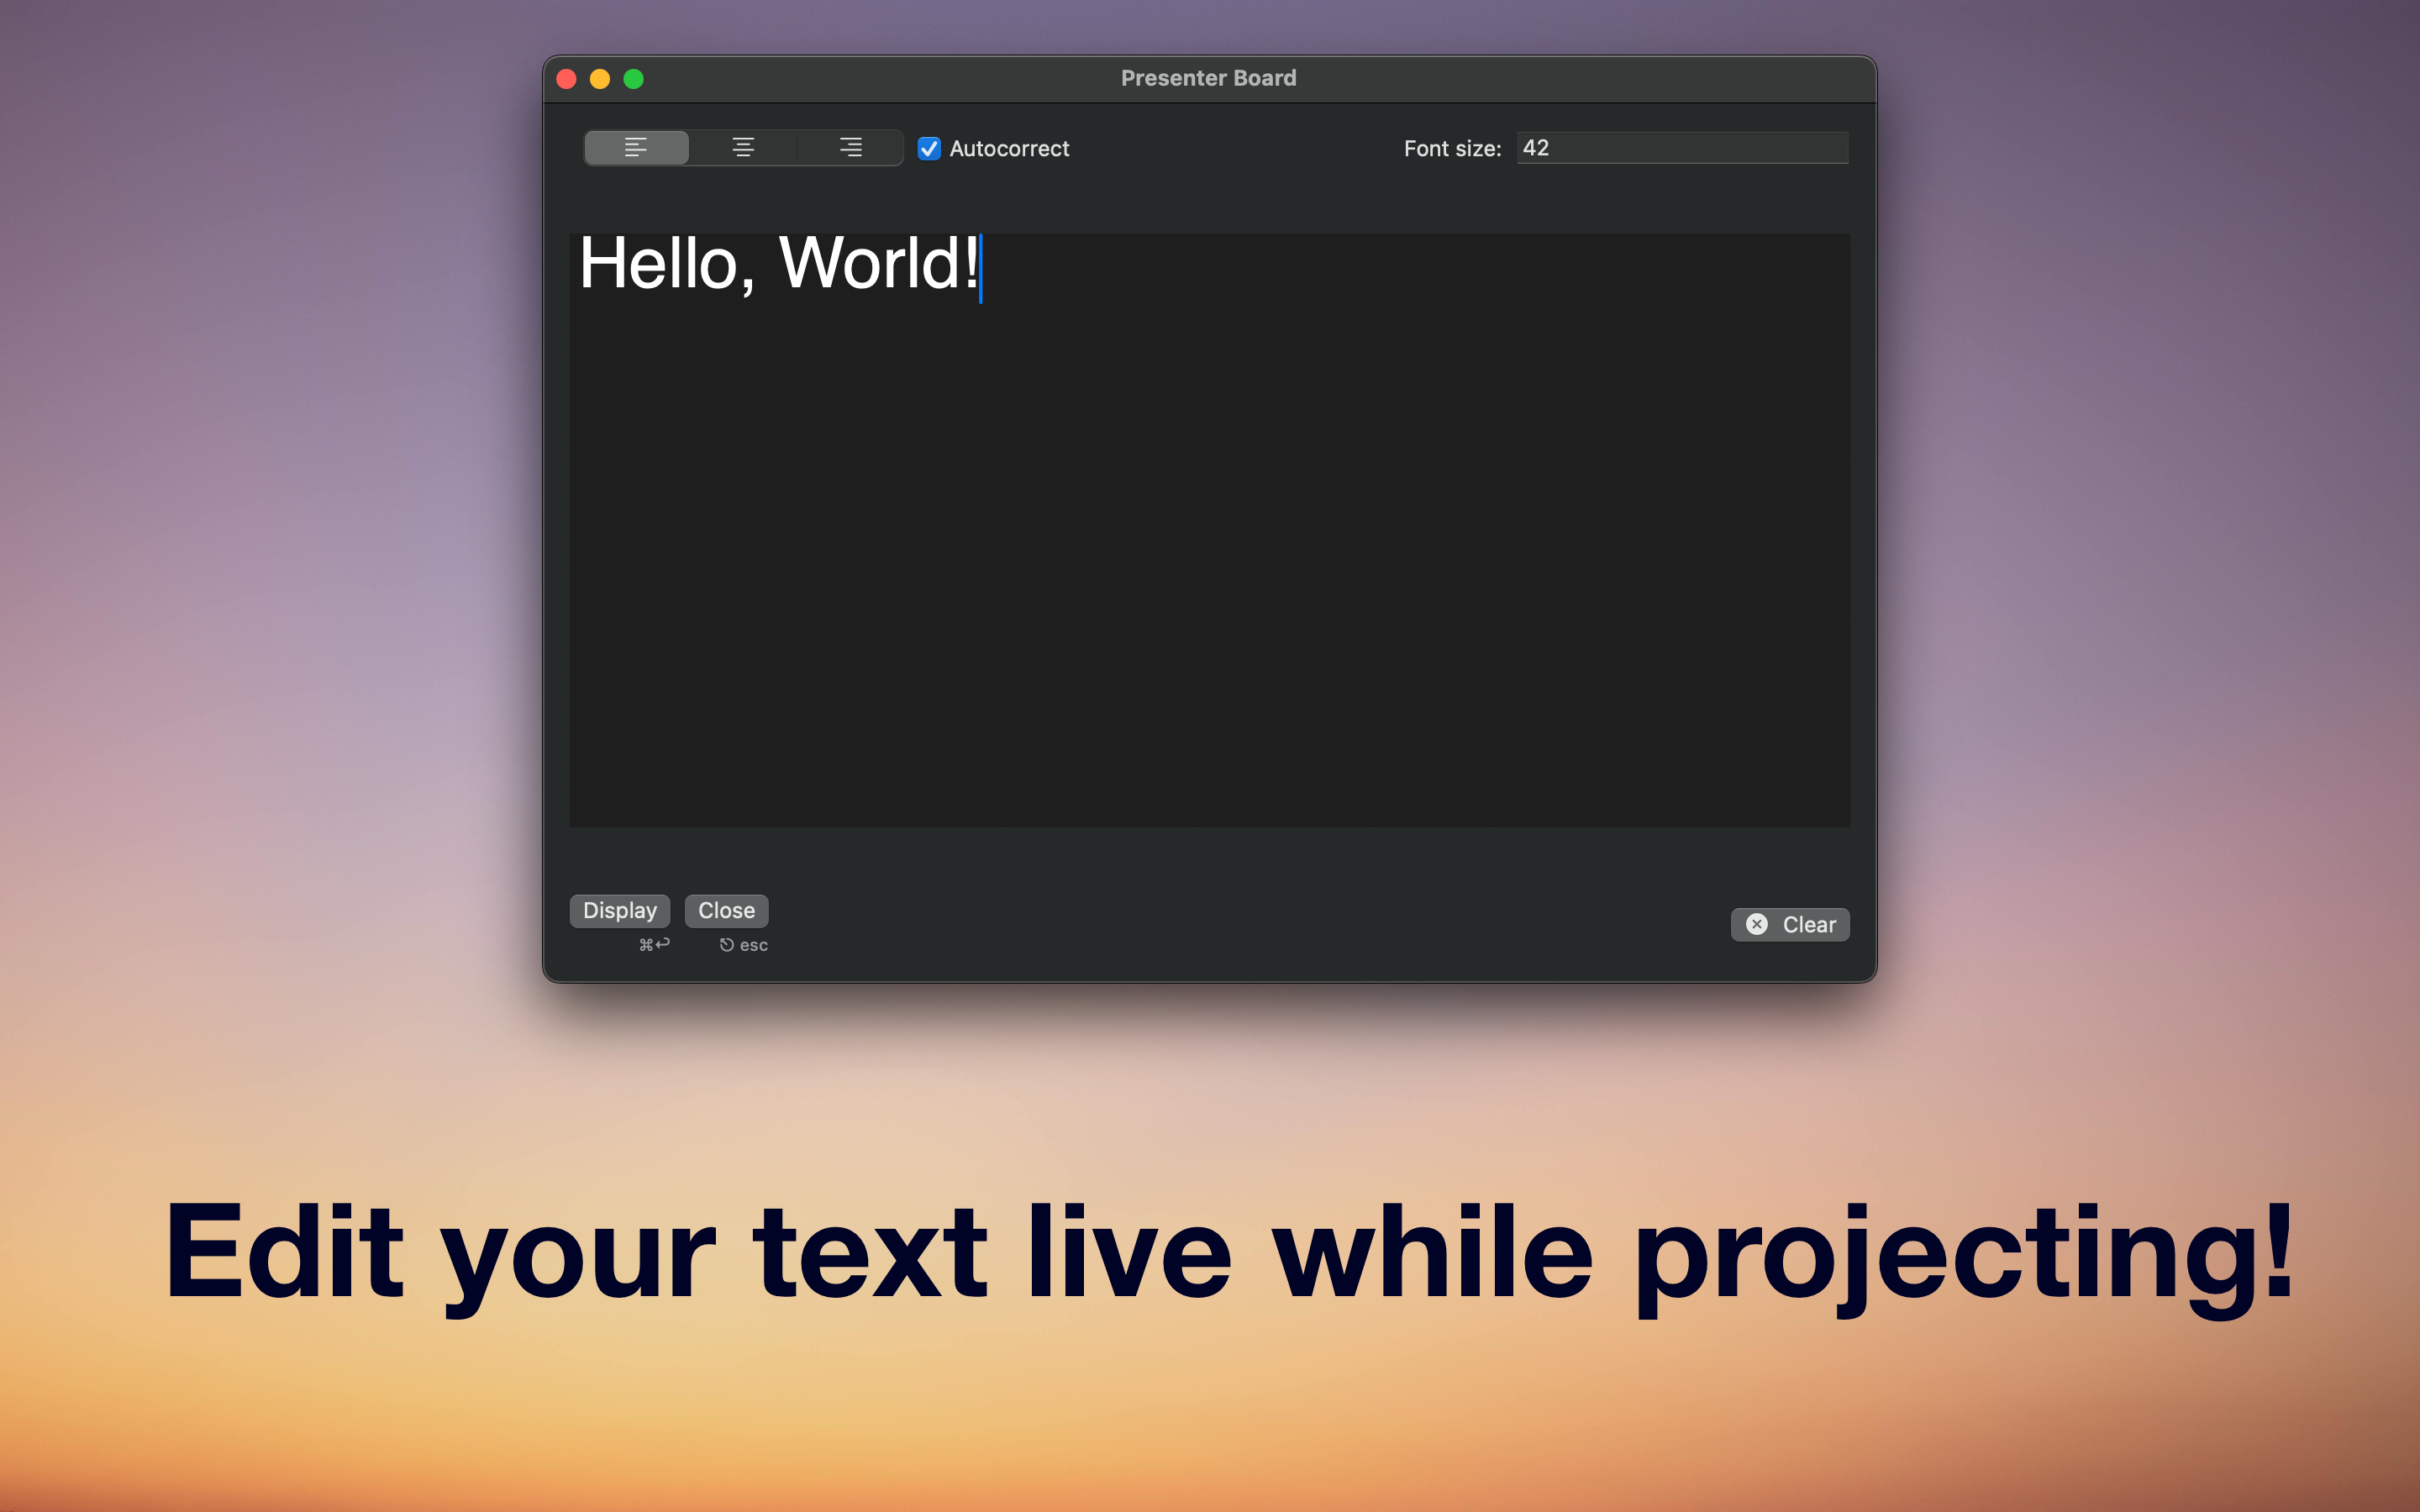 Presenter Board
Autocorrect
Font size: 42
Hello, World!
Display Close
⌘↩ ⎋ esc
Clear
Edit your text live while projecting!